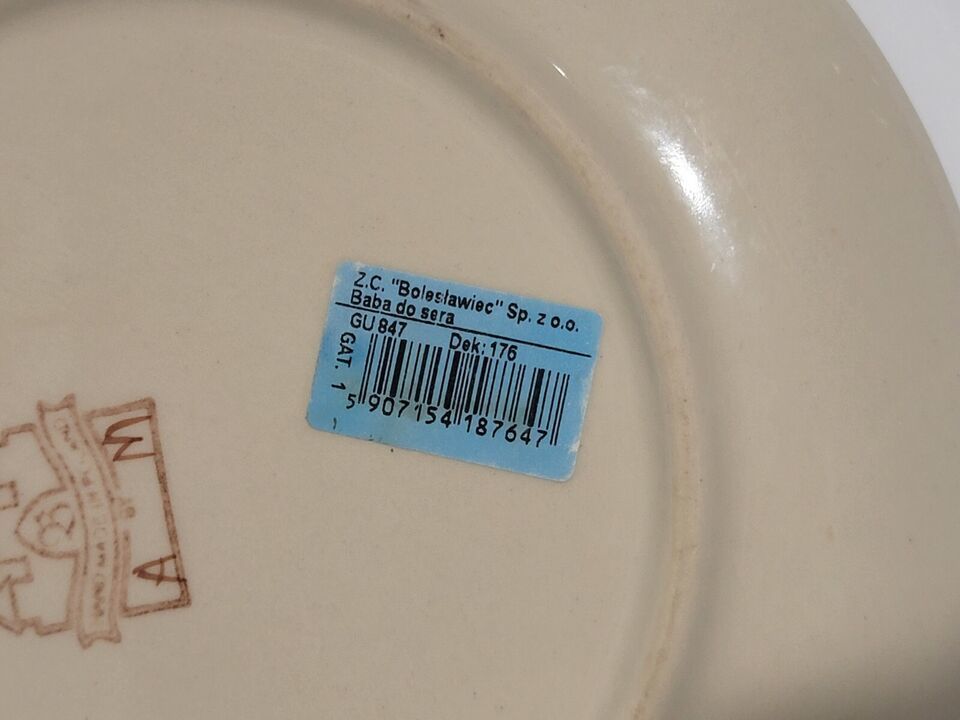 Z.C. "Bolesławiec" Sp. z o.o.
Baba do sera
GU 847 Dek: 176
GAT. 1
5 907154 187647
M
A